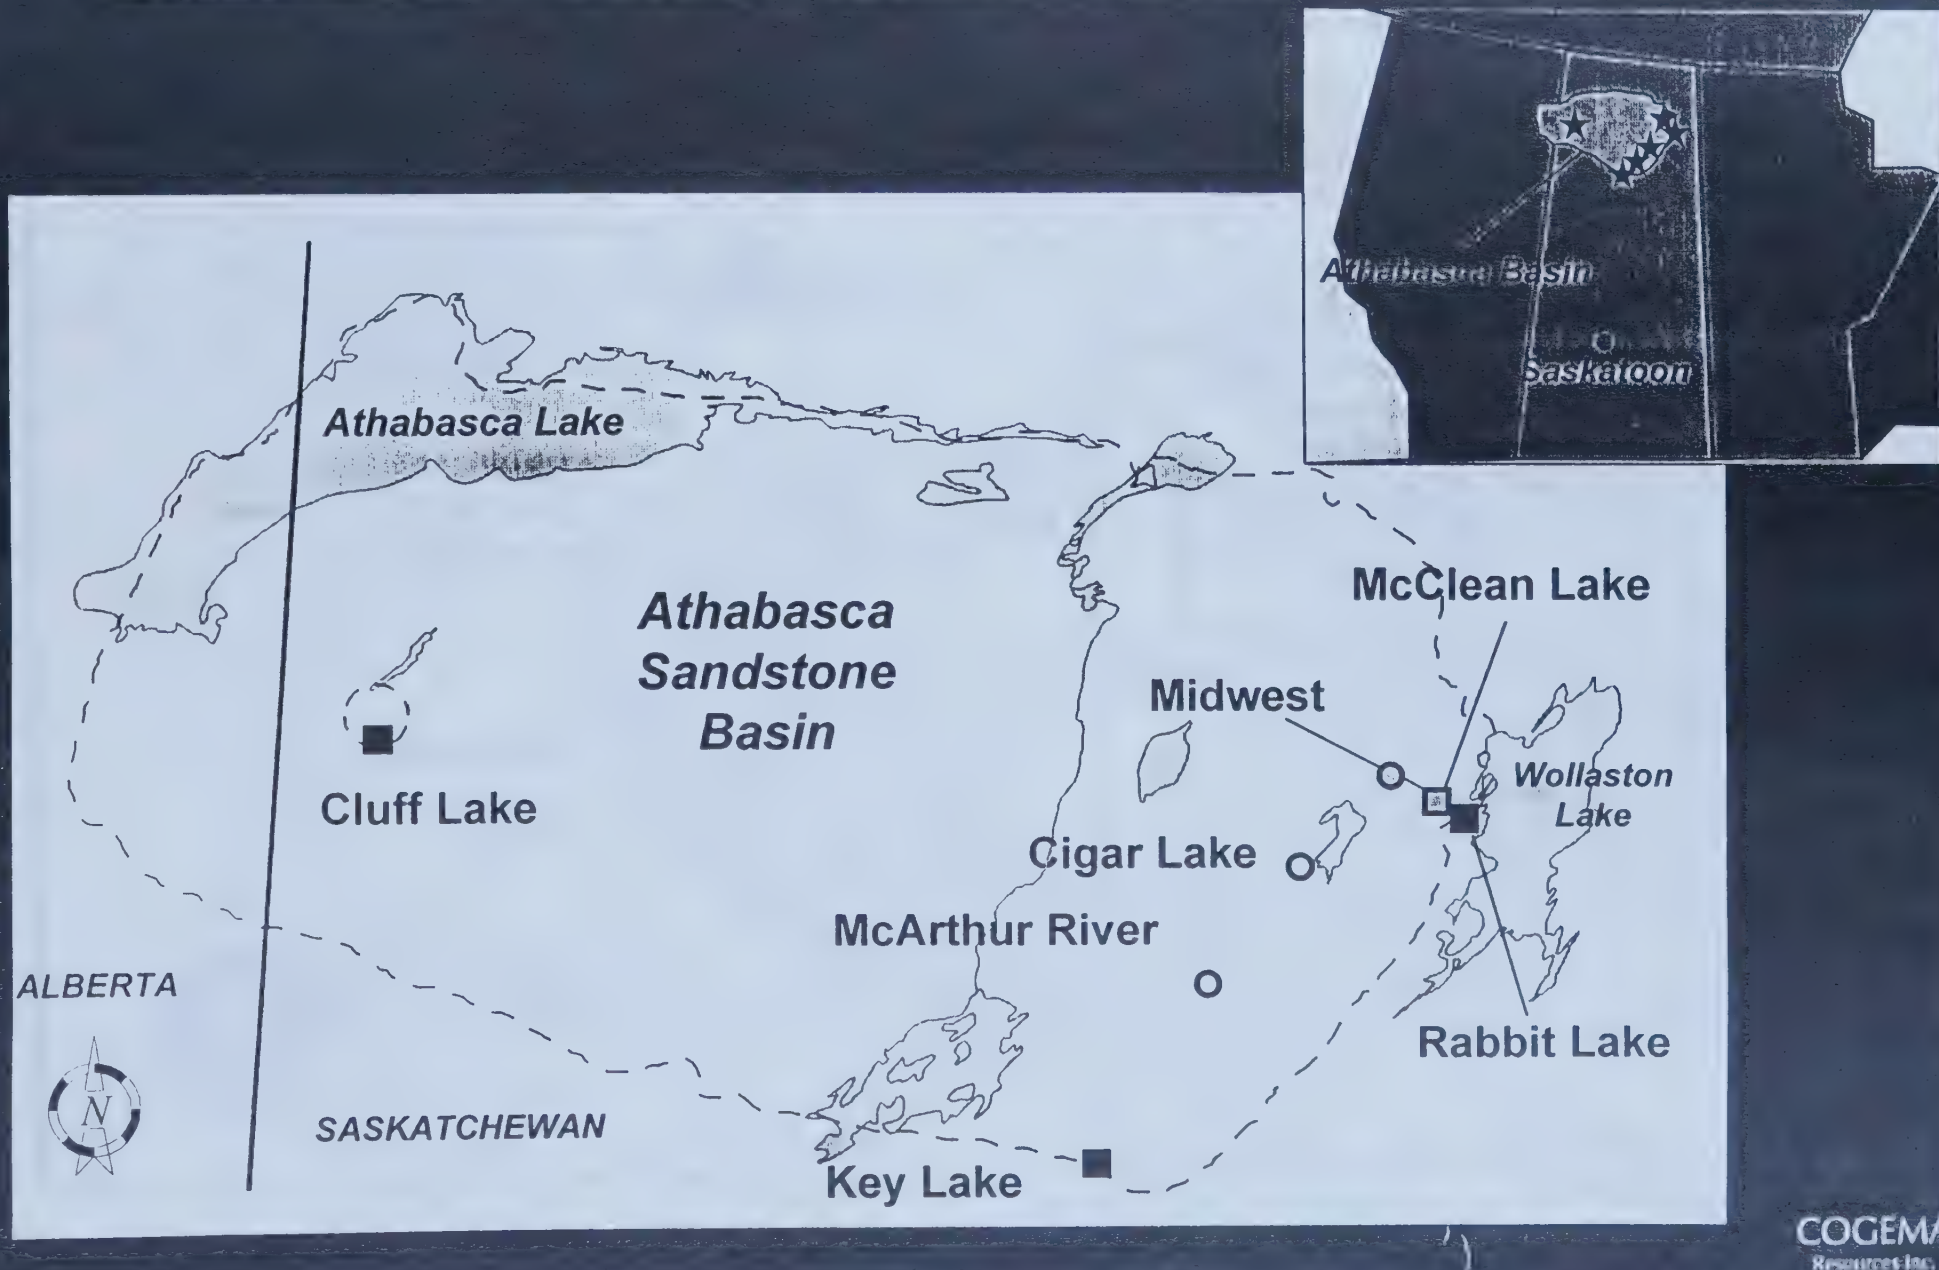 Athabasca Basin
Saskatoon
Athabasca Lake
McClean Lake
Athabasca
Sandstone
Basin
Midwest
Wollaston
Lake
Cluff Lake
Cigar Lake
McArthur River
ALBERTA
Rabbit Lake
N
SASKATCHEWAN
Key Lake
COGEMA
Resources Inc.